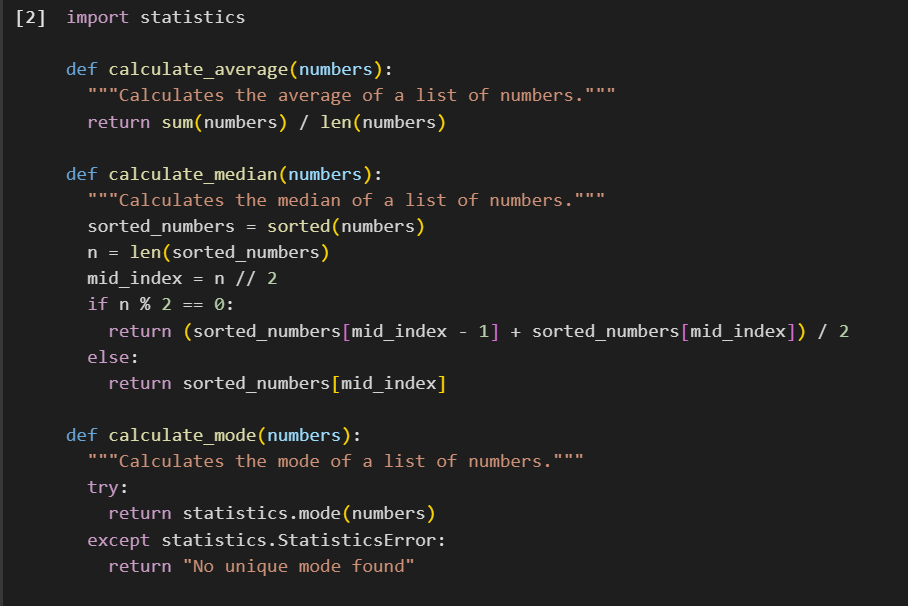 [2] import statistics

def calculate_average(numbers):
  """Calculates the average of a list of numbers."""
  return sum(numbers) / len(numbers)

def calculate_median(numbers):
  """Calculates the median of a list of numbers."""
  sorted_numbers = sorted(numbers)
  n = len(sorted_numbers)
  mid_index = n // 2
  if n % 2 == 0:
    return (sorted_numbers[mid_index - 1] + sorted_numbers[mid_index]) / 2
  else:
    return sorted_numbers[mid_index]

def calculate_mode(numbers):
  """Calculates the mode of a list of numbers."""
  try:
    return statistics.mode(numbers)
  except statistics.StatisticsError:
    return "No unique mode found"